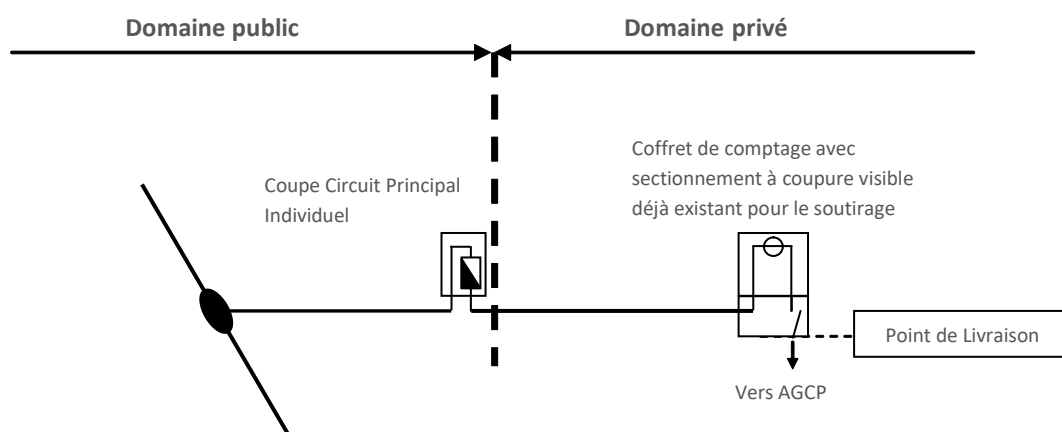 Domaine public
Domaine privé
Coffret de comptage avec
sectionnement à coupure visible
déjà existant pour le soutirage
Coupe Circuit Principal
Individuel
Point de Livraison
Vers AGCP